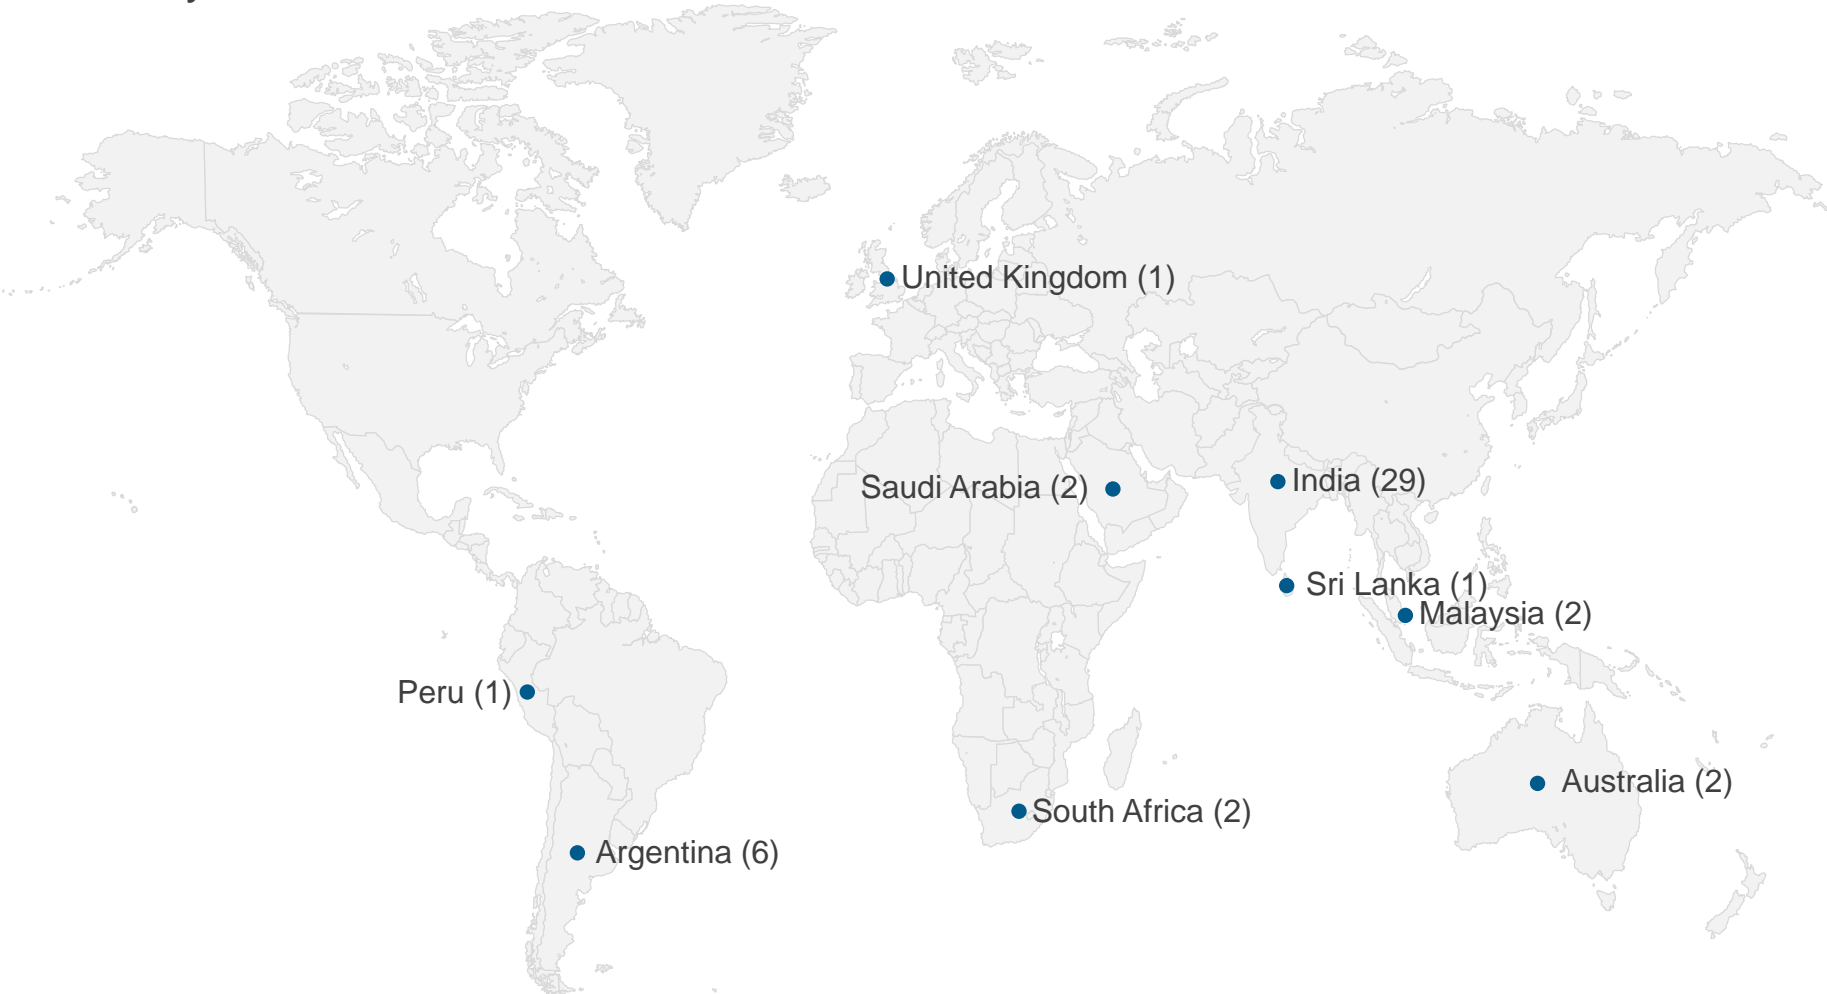 United Kingdom (1)
Saudi Arabia (2)
India (29)
Sri Lanka (1)
Malaysia (2)
Peru (1)
Australia (2)
South Africa (2)
Argentina (6)